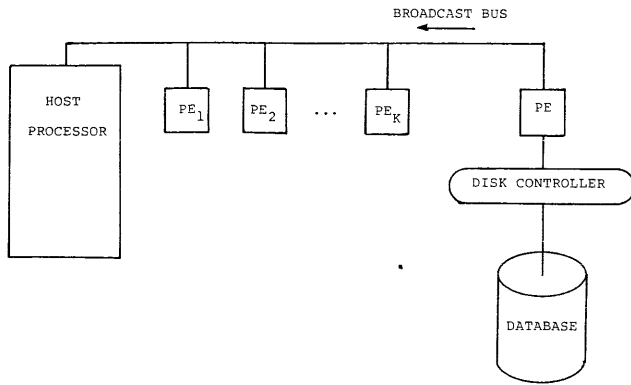 BROADCAST BUS
HOST
PROCESSOR
PE1
PE2
...
PEK
PE
DISK CONTROLLER
DATABASE